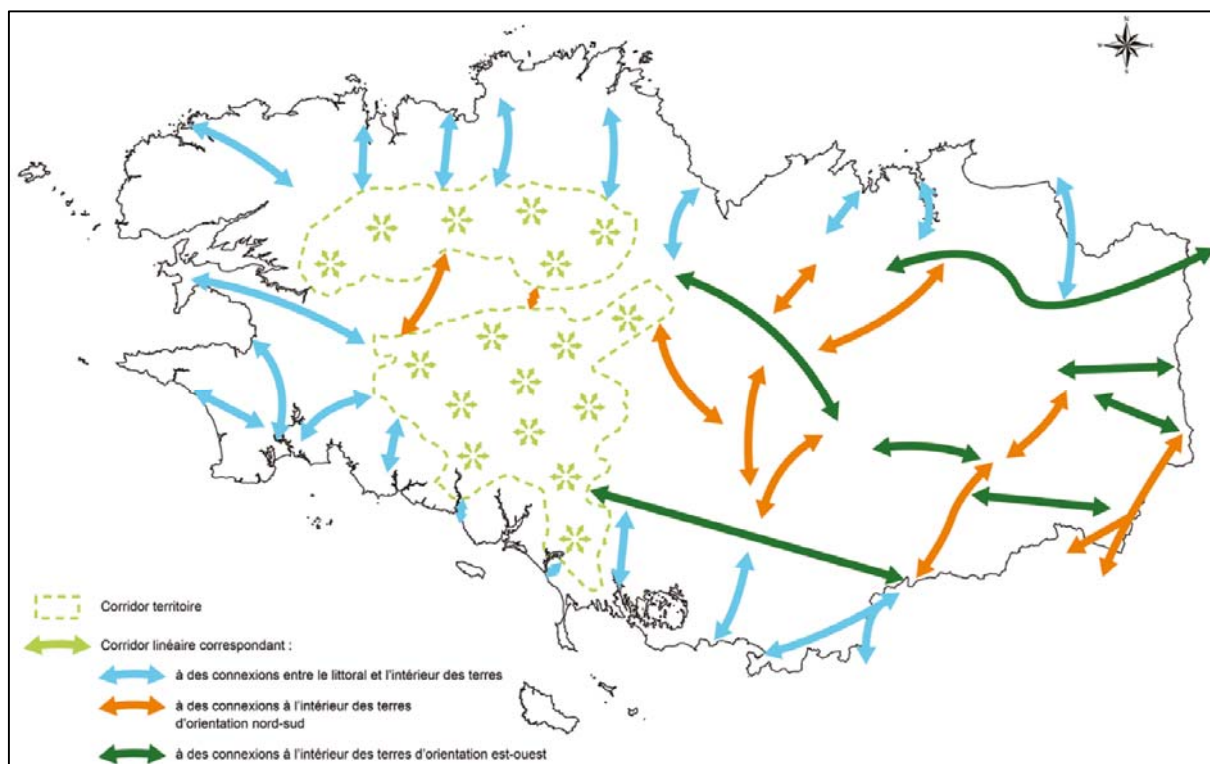 N
Corridor territoire
Corridor linéaire correspondant :
à des connexions entre le littoral et l'intérieur des terres
à des connexions à l'intérieur des terres
d'orientation nord-sud
à des connexions à l'intérieur des terres d'orientation est-ouest